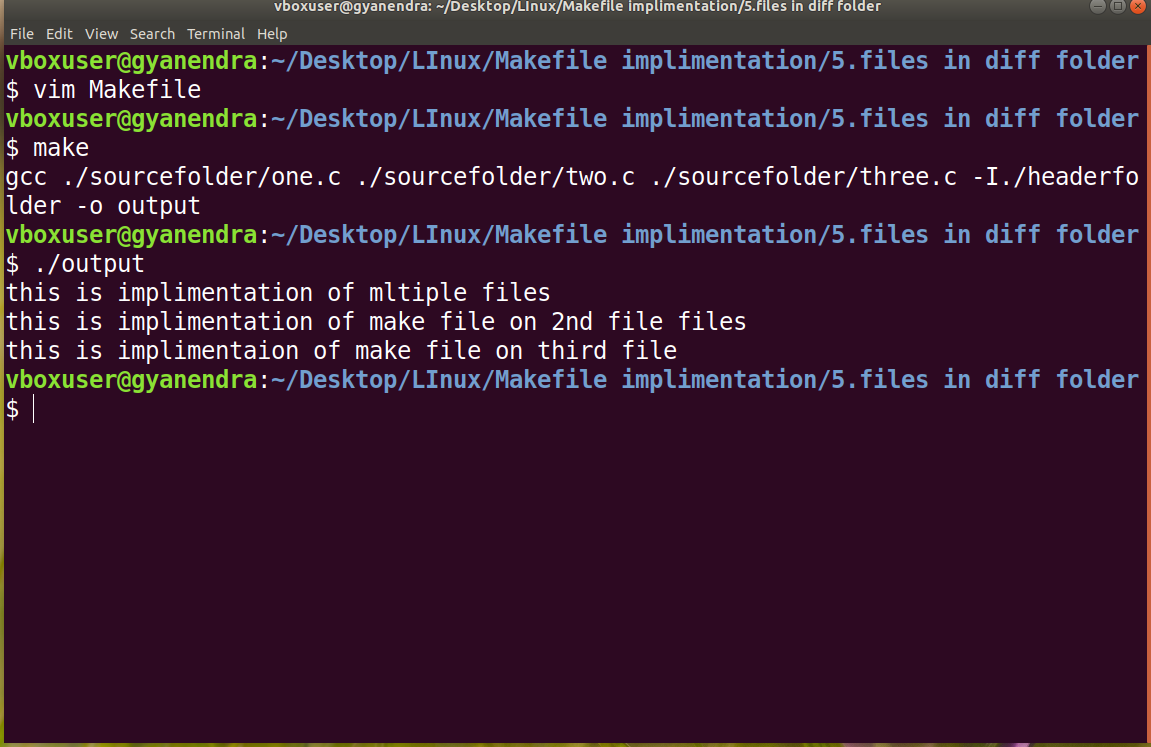 vboxuser@gyanendra: ~/Desktop/LInux/Makefile implimentation/5.files in diff folder
File Edit View Search Terminal Help
vboxuser@gyanendra:~/Desktop/LInux/Makefile implimentation/5.files in diff folder
$ vim Makefile
vboxuser@gyanendra:~/Desktop/LInux/Makefile implimentation/5.files in diff folder
$ make
gcc ./sourcefolder/one.c ./sourcefolder/two.c ./sourcefolder/three.c -I./headerfo
lder -o output
vboxuser@gyanendra:~/Desktop/LInux/Makefile implimentation/5.files in diff folder
$ ./output
this is implimentation of mltiple files
this is implimentation of make file on 2nd file files
this is implimentaion of make file on third file
vboxuser@gyanendra:~/Desktop/LInux/Makefile implimentation/5.files in diff folder
$